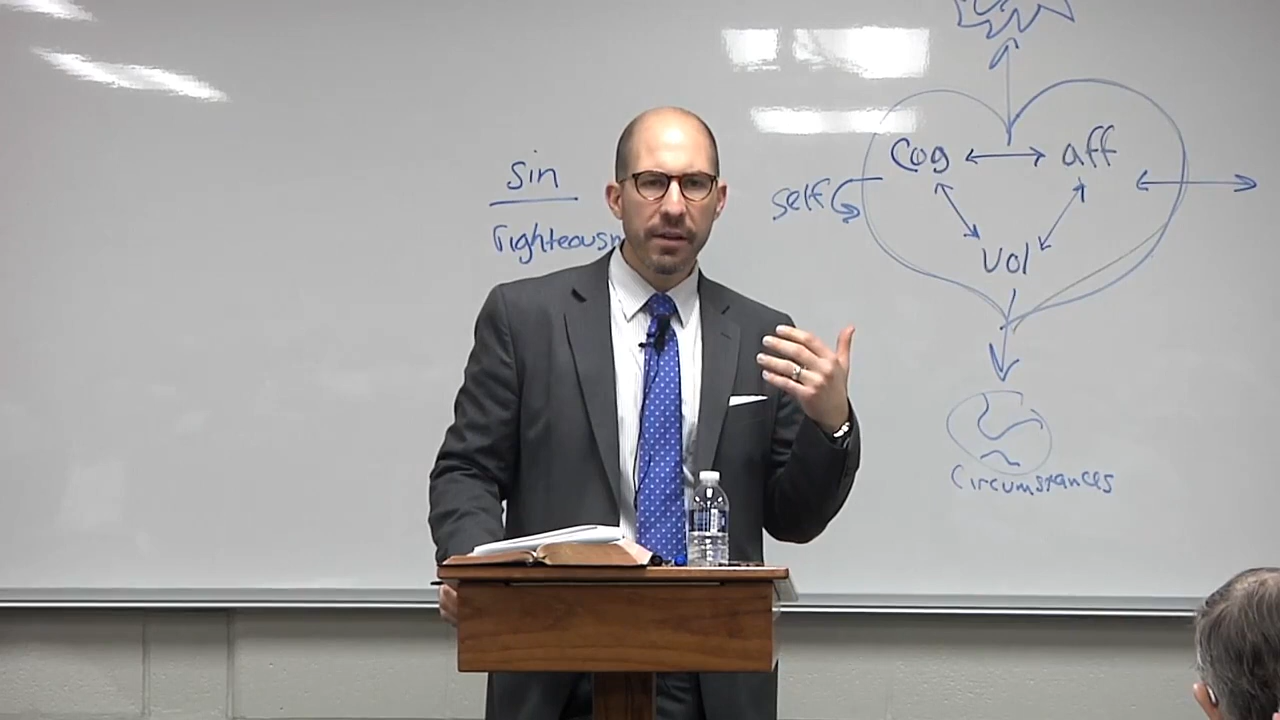 sin
righteousn
cog
aff
self
vol
circumstances